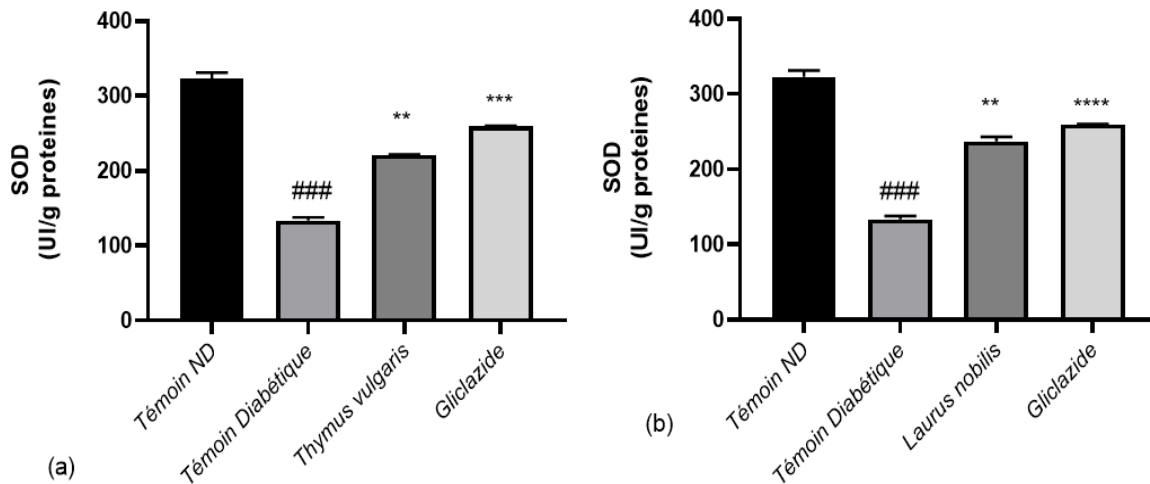 400
300
200
100
0
SOD
(UI/g proteines)
###
**
***
Témoin ND
Témoin Diabétique
Thymus vulgaris
Gliclazide
(a)
400
300
200
100
0
SOD
(UI/g proteines)
###
**
****
Témoin ND
Témoin Diabétique
Laurus nobilis
Gliclazide
(b)